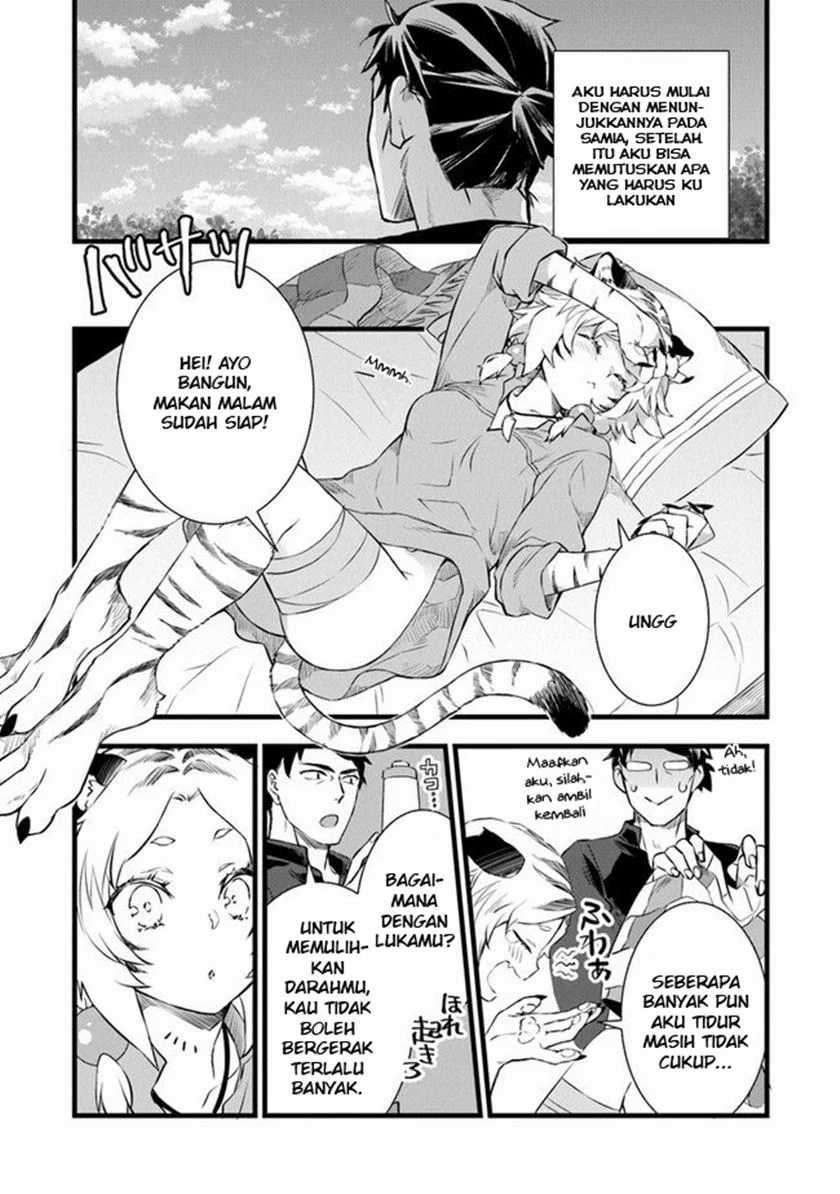 AKU HARUS MULAI
DENGAN MENUN-
JUKKANNYA PADA
SAMIA, SETELAH
ITU AKU BISA
MEMUTUSKAN APA
YANG HARUS KU
LAKUKAN
バサッ
HEI! AYO
BANGUN,
MAKAN MALAM
SUDAH SIAP!
Mmmh.
UNGG
Ah,
tidak!
Maafkan
aku, silah-
kan ambil
kembali
ふわぁ
SEBERAPA
BANYAK PUN
AKU TIDUR
MASIH TIDAK
CUKUP...
BAGAI-
MANA
DENGAN
LUKAMU?
UNTUK
MEMULIH-
KAN
DARAHMU,
KAU TIDAK
BOLEH
BERGERAK
TERLALU
BANYAK.
ほれ
起きろ